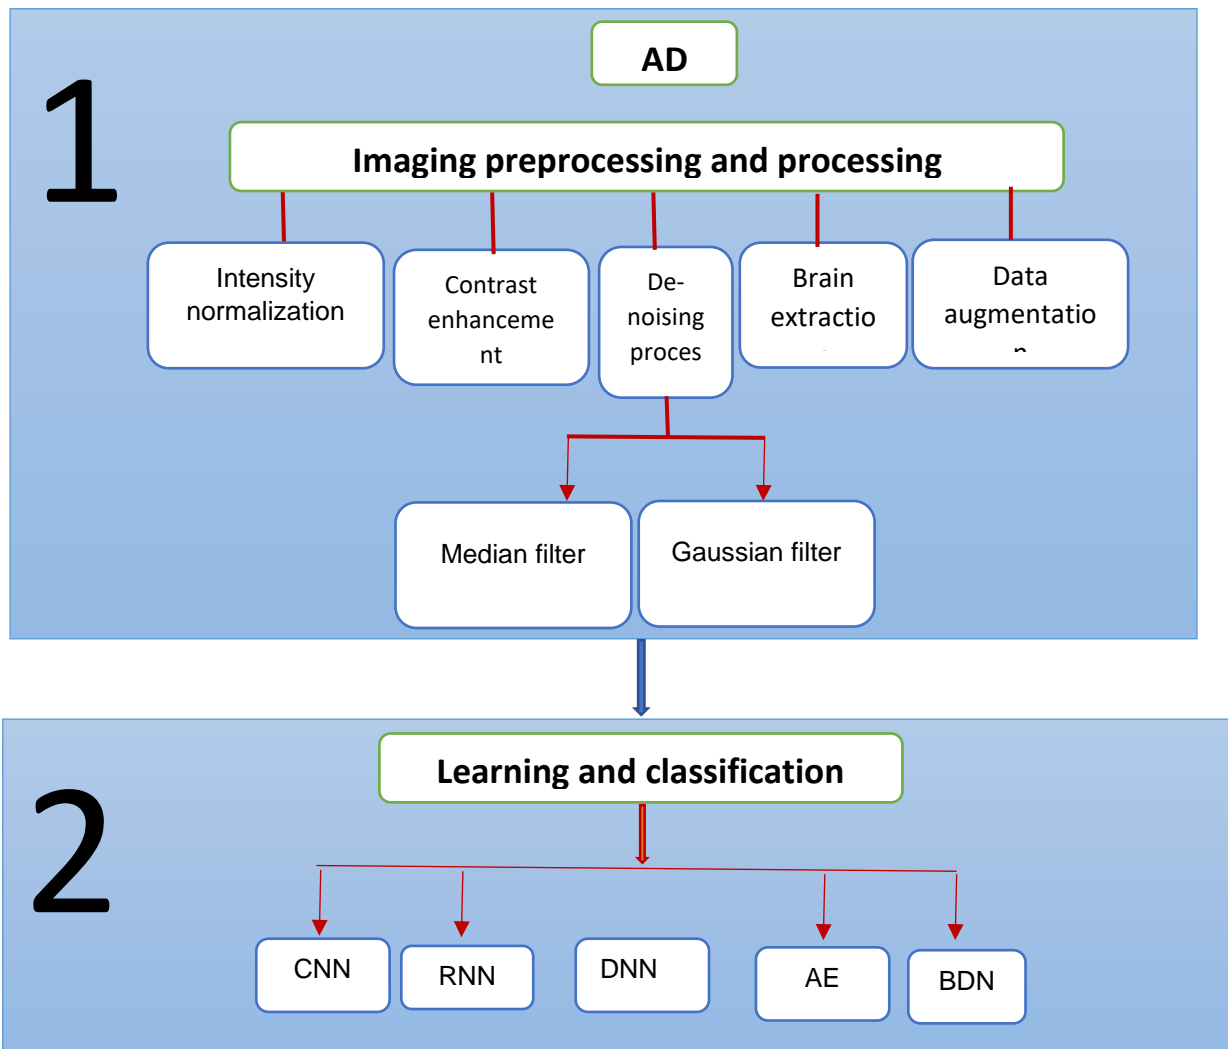 1
AD
Imaging preprocessing and processing
Intensity
normalization
Contrast
enhanceme
nt
De-
noising
proces
Brain
extractio
Data
augmentatio
n
Median filter
Gaussian filter
2
Learning and classification
CNN
RNN
DNN
AE
BDN